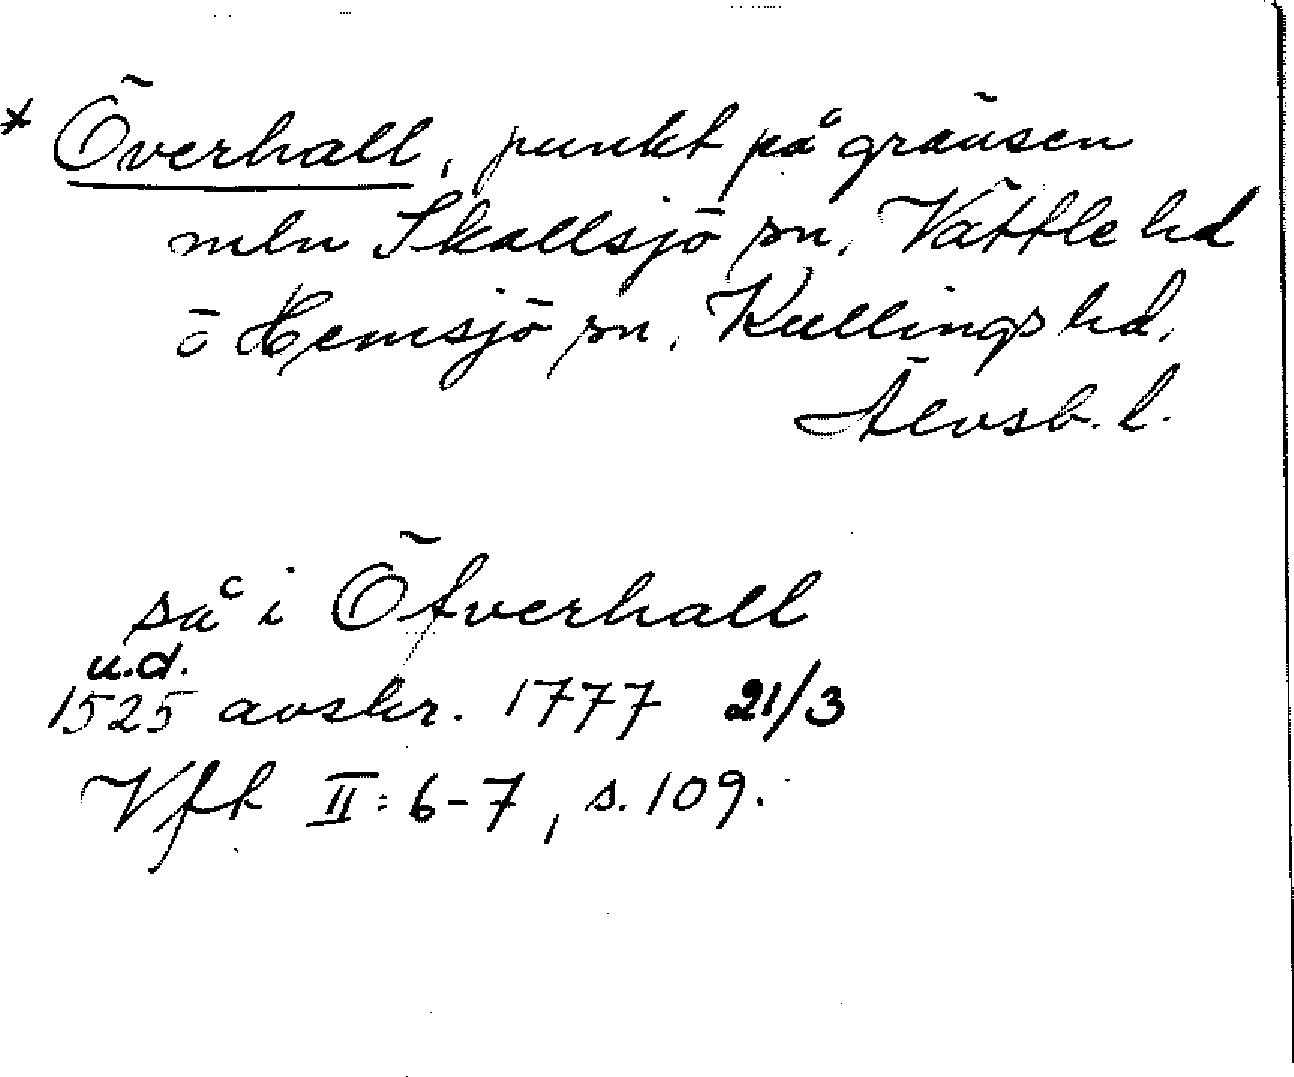 * Överhall, punkt på gränsen
mln Skallsjö sn, Vättle hd
o Hemsjö sn, Kullings hd,
Älvsb. l.
så i Öfverhall
u.d.
1525 avskr. 1777 21/3
Vfk II: 6-7, s. 109.